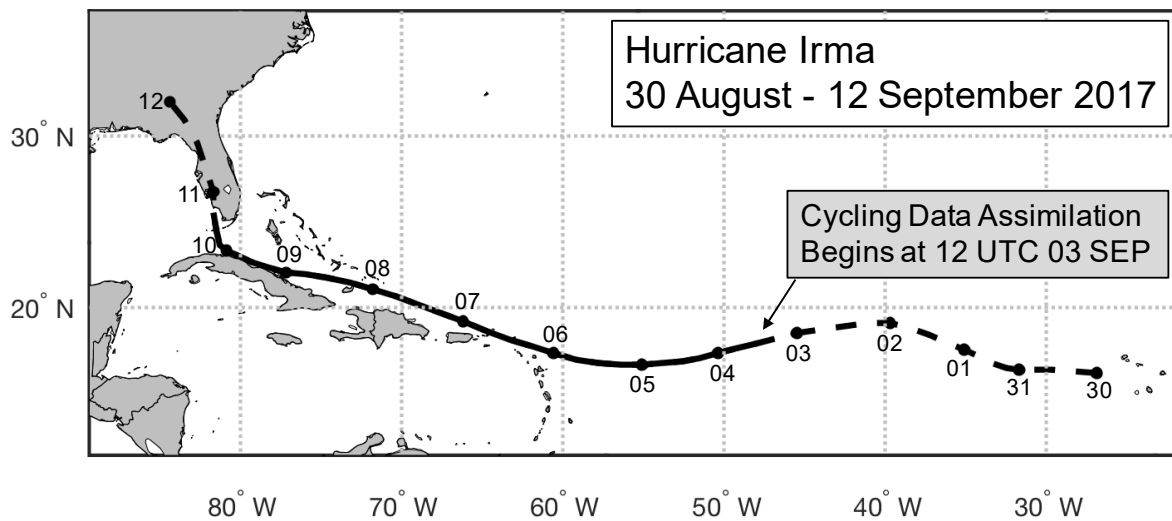 Hurricane Irma
30 August - 12 September 2017
12
30° N
11
Cycling Data Assimilation
Begins at 12 UTC 03 SEP
10
09
08
20° N
07
06
05
04
03
02
01
31
30
80° W
70° W
60° W
50° W
40° W
30° W